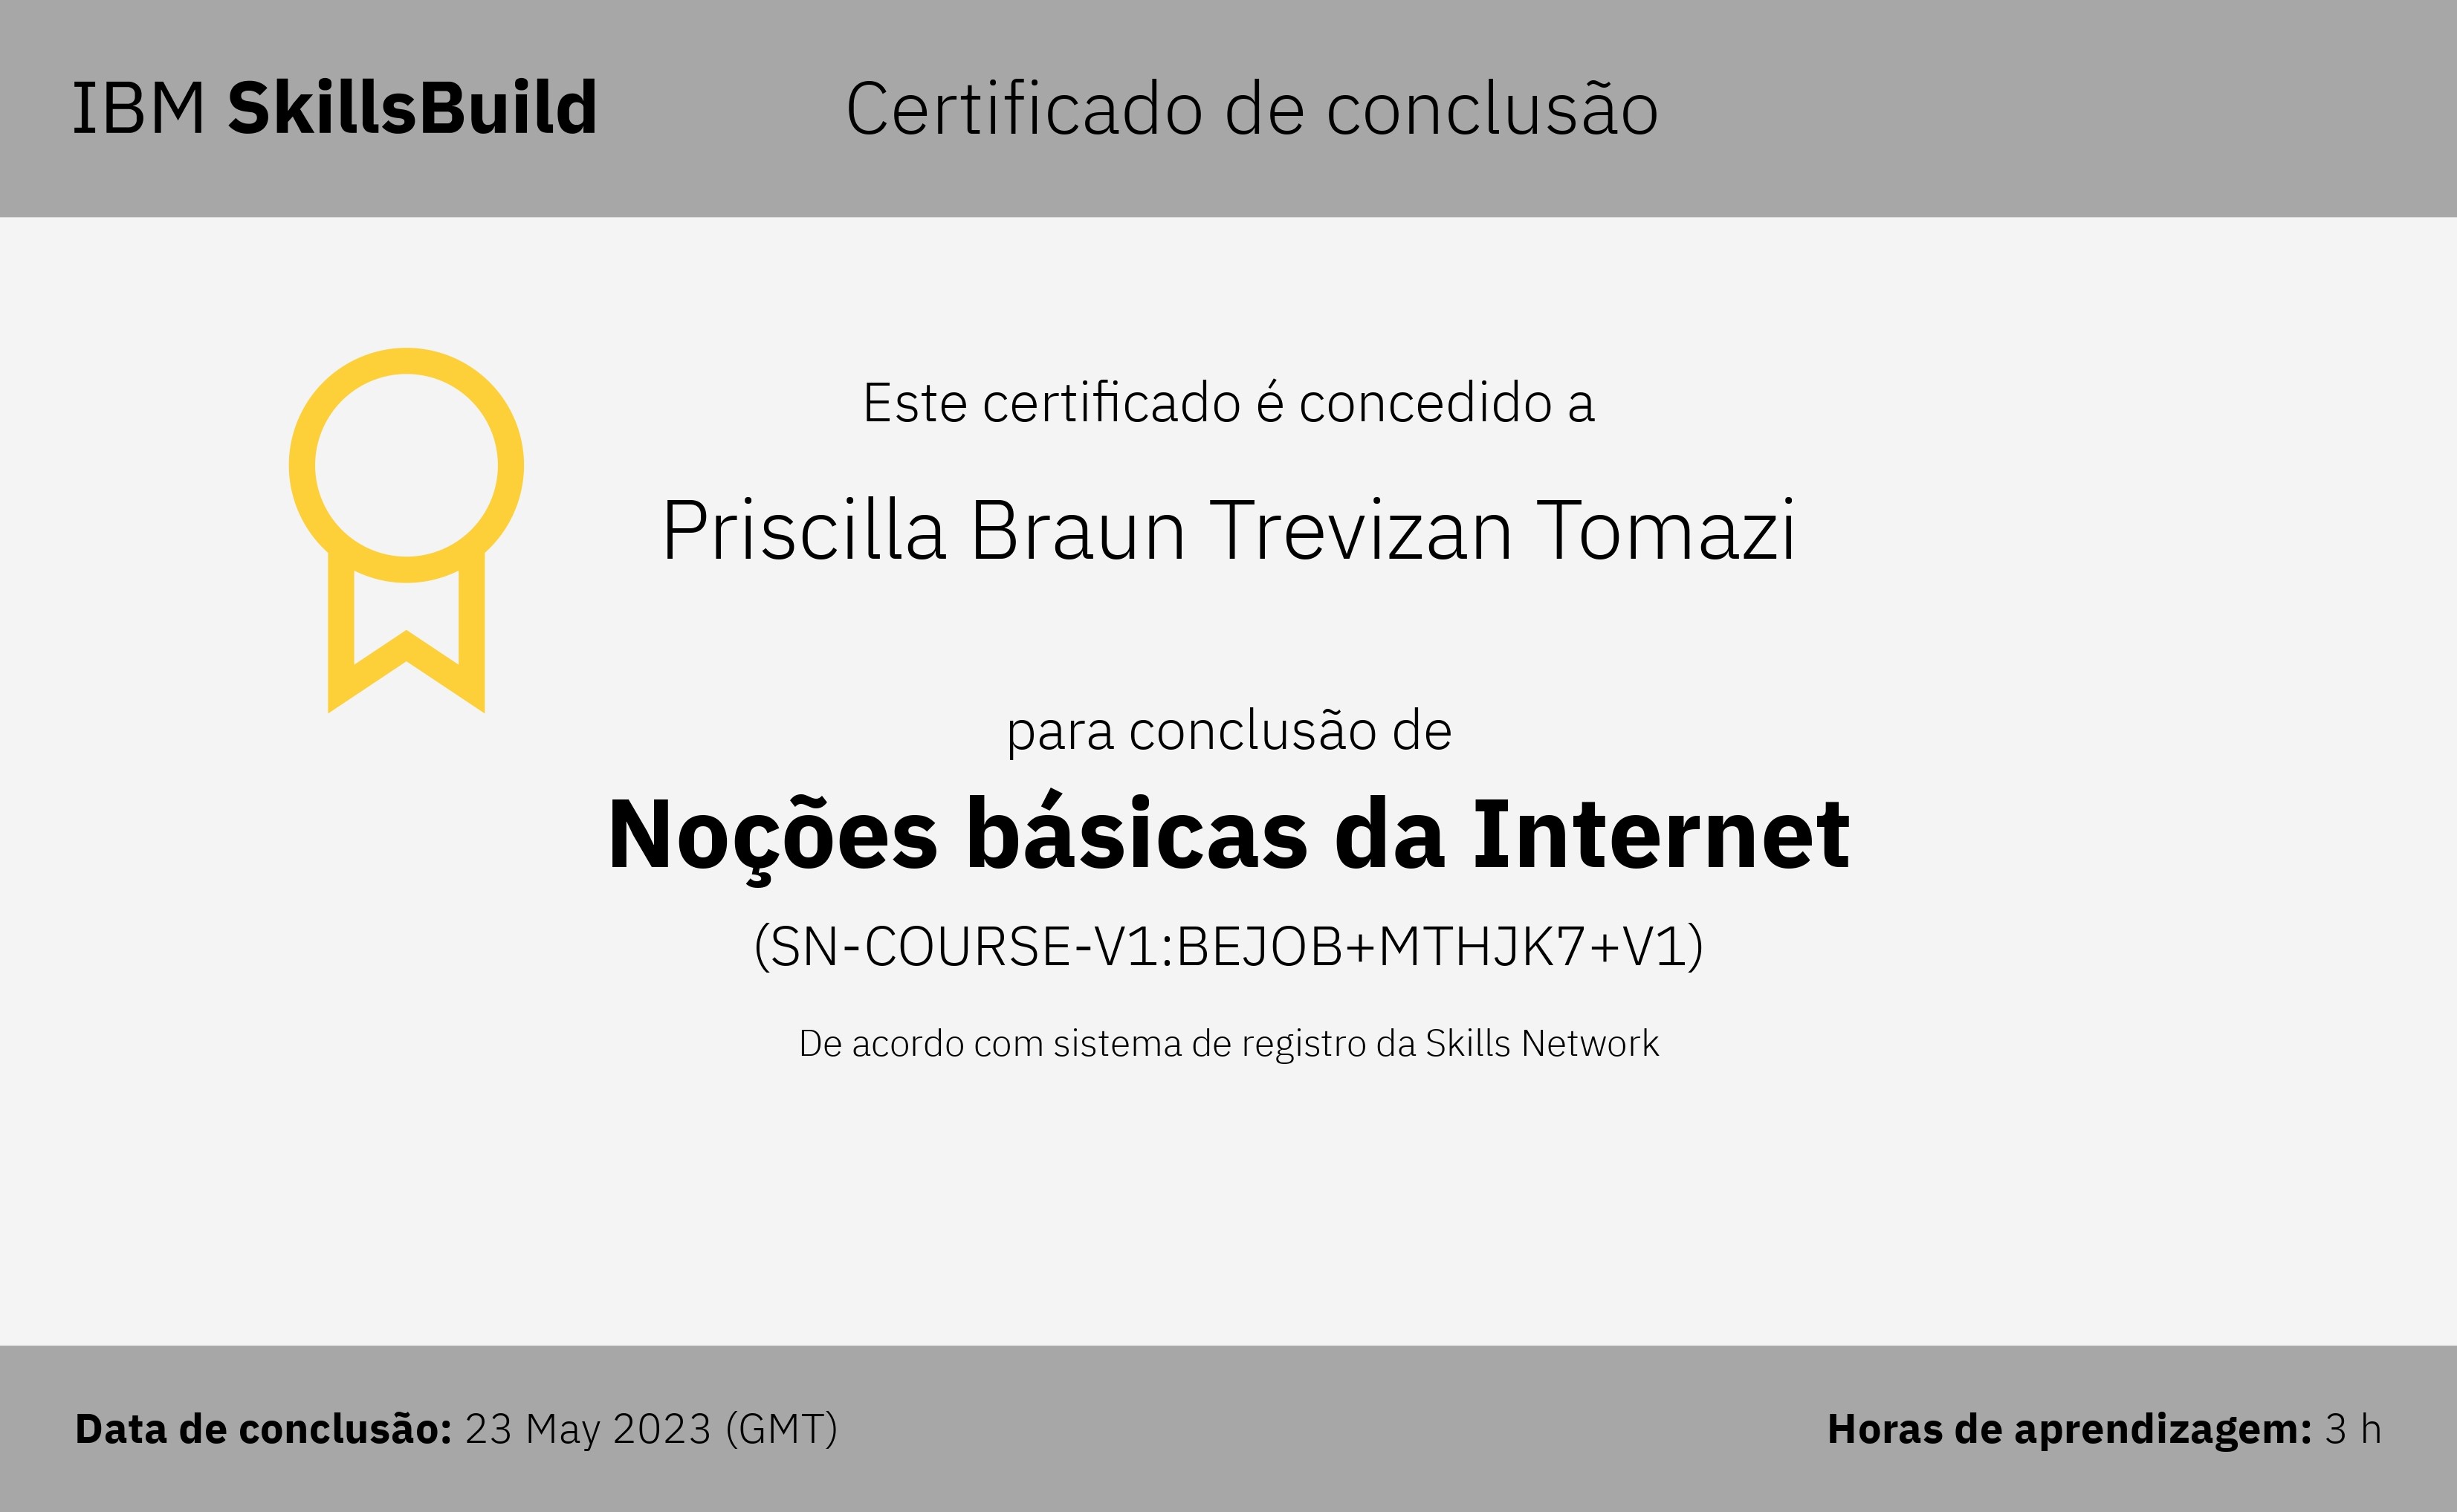 IBM SkillsBuild
Certificado de conclusão
Este certificado é concedido a
Priscilla Braun Trevizan Tomazi
para conclusão de
Noções básicas da Internet
(SN-COURSE-V1:BEJOB+MTHJK7+V1)
De acordo com sistema de registro da Skills Network
Data de conclusão: 23 May 2023 (GMT)
Horas de aprendizagem: 3 h